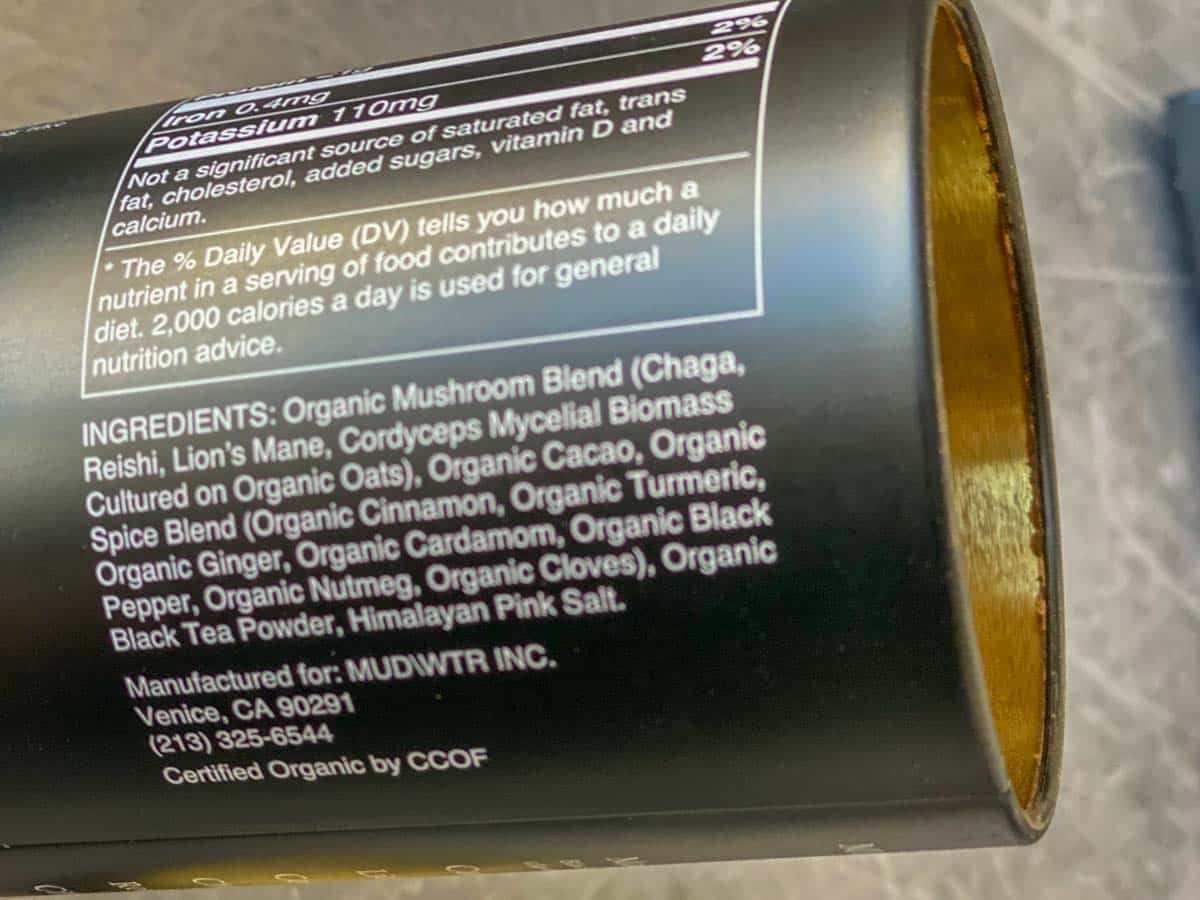 2%
Iron 0.4mg 2%
Potassium 110mg
Not a significant source of saturated fat, trans
fat, cholesterol, added sugars, vitamin D and
calcium.
* The % Daily Value (DV) tells you how much a
nutrient in a serving of food contributes to a daily
diet. 2,000 calories a day is used for general
nutrition advice.
INGREDIENTS: Organic Mushroom Blend (Chaga,
Reishi, Lion's Mane, Cordyceps Mycelial Biomass
Cultured on Organic Oats), Organic Cacao, Organic
Spice Blend (Organic Cinnamon, Organic Turmeric,
Organic Ginger, Organic Cardamom, Organic Black
Pepper, Organic Nutmeg, Organic Cloves), Organic
Black Tea Powder, Himalayan Pink Salt.
Manufactured for: MUD\WTR INC.
Venice, CA 90291
(213) 325-6544
Certified Organic by CCOF